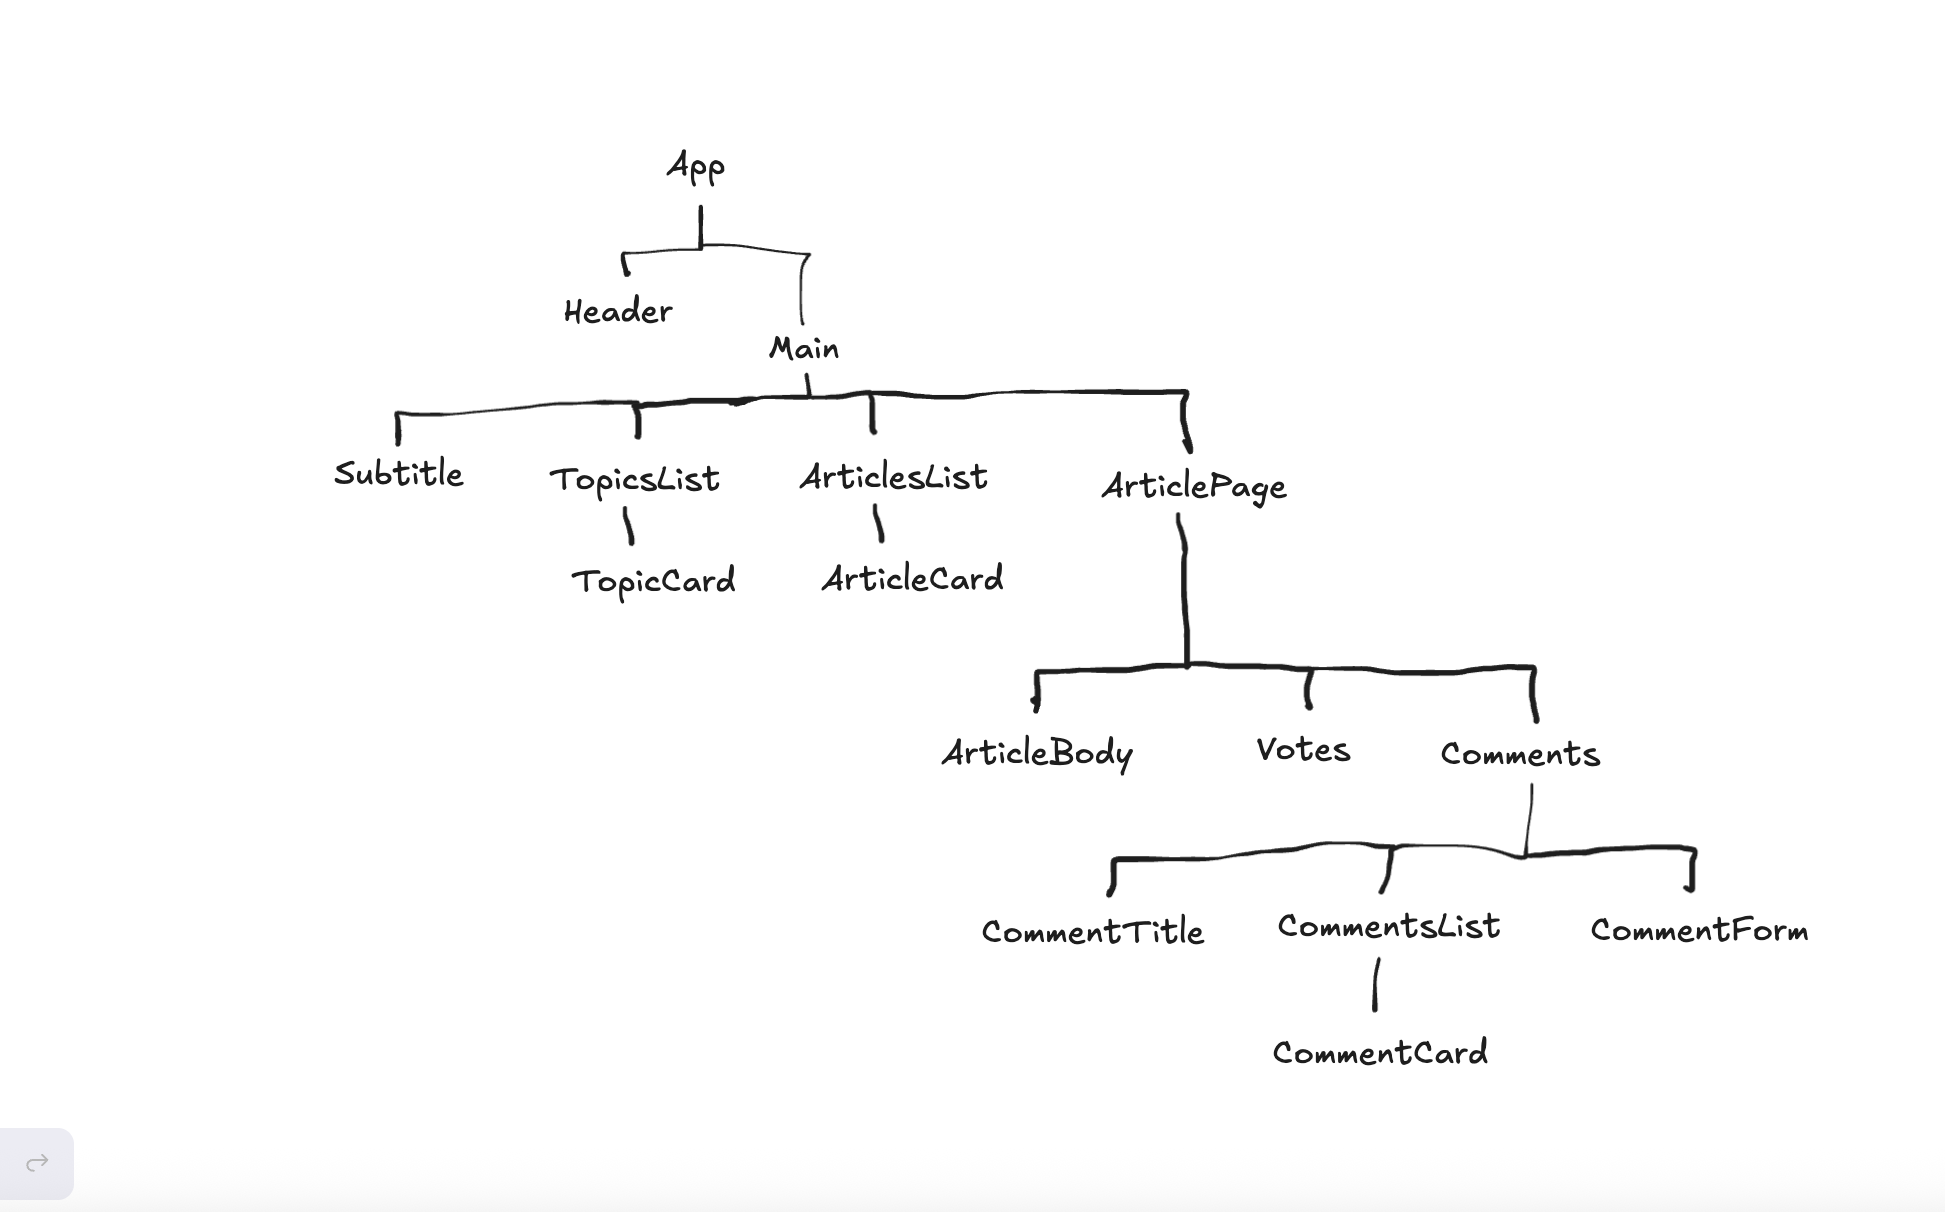 App
Header
Main
Subtitle
TopicsList
ArticlesList
ArticlePage
TopicCard
ArticleCard
ArticleBody
Votes
Comments
CommentTitle
CommentsList
CommentForm
CommentCard